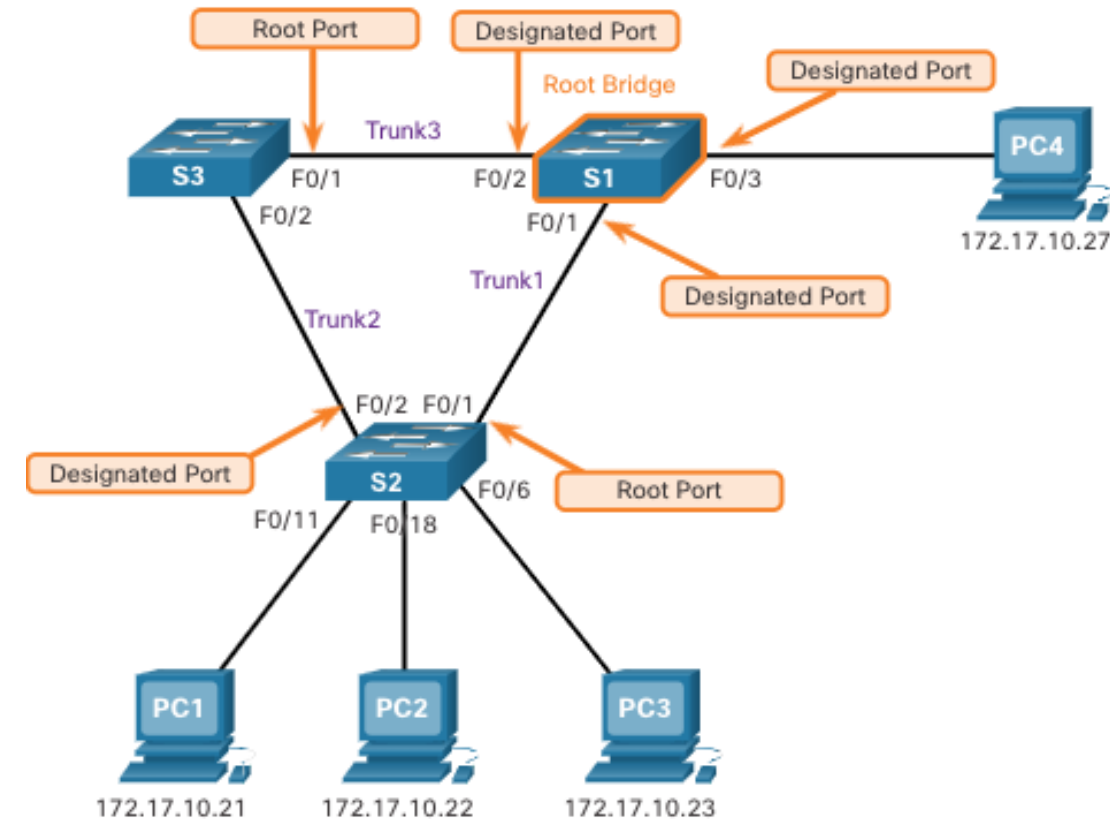 Root Port
Designated Port
Root Bridge
Designated Port
Trunk3
PC4
S3
F0/1
F0/2
S1
F0/3
F0/2
F0/1
172.17.10.27
Trunk1
Designated Port
Trunk2
F0/2
F0/1
Designated Port
S2
F0/6
Root Port
F0/11
F0/18
PC1
PC2
PC3
172.17.10.21
172.17.10.22
172.17.10.23